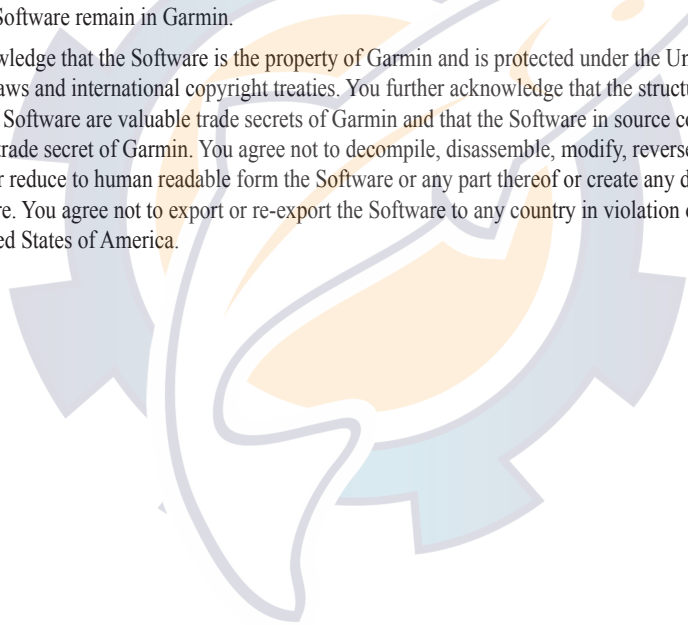 Software remain in Garmin.
wledge that the Software is the property of Garmin and is protected under the Un
aws and international copyright treaties. You further acknowledge that the structu
Software are valuable trade secrets of Garmin and that the Software in source co
trade secret of Garmin. You agree not to decompile, disassemble, modify, reverse
r reduce to human readable form the Software or any part thereof or create any d
re. You agree not to export or re-export the Software to any country in violation o
ed States of America.